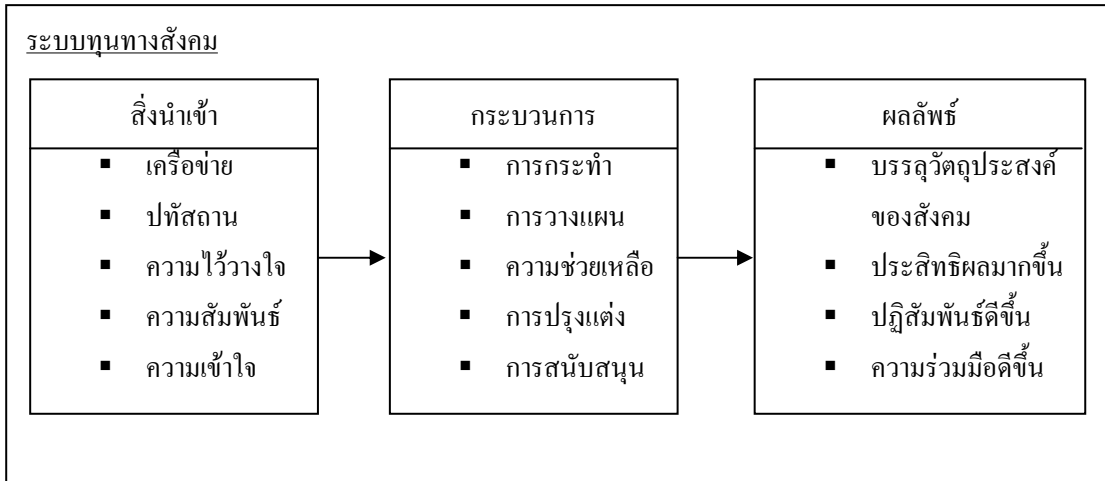 ระบบทุนทางสังคม
สิ่งนำเข้า
▪ เครือข่าย
▪ ปทัสถาน
▪ ความไว้วางใจ
▪ ความสัมพันธ์
▪ ความเข้าใจ
กระบวนการ
▪ การกระทำ
▪ การวางแผน
▪ ความช่วยเหลือ
▪ การปรุงแต่ง
▪ การสนับสนุน
ผลลัพธ์
▪ บรรลุวัตถุประสงค์
ของสังคม
▪ ประสิทธิผลมากขึ้น
▪ ปฏิสัมพันธ์ดีขึ้น
▪ ความร่วมมือดีขึ้น